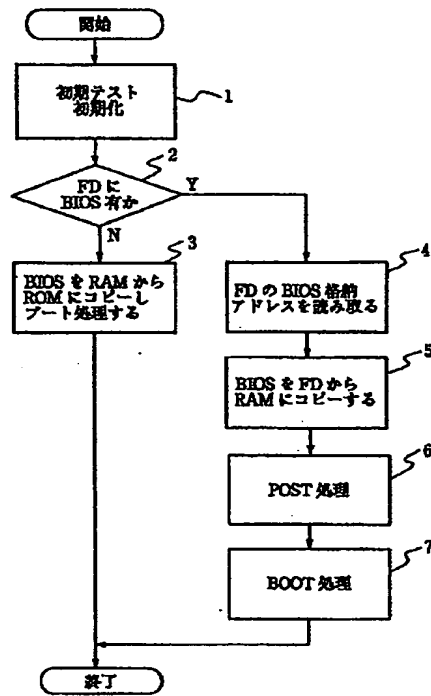 開始
初期テスト
初期化
1
2
FDに
BIOS有か
Y
N
3
BIOSをRAMから
ROMにコピーし
ブート処理する
4
FDのBIOS格納
アドレスを読み取る
5
BIOSをFDから
RAMにコピーする
6
POST処理
7
BOOT処理
終了